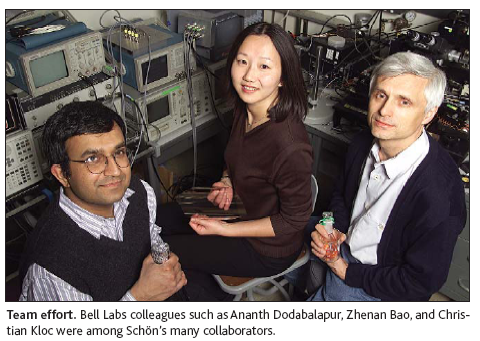 Team effort. Bell Labs colleagues such as Ananth Dodabalapur, Zhenan Bao, and Chris-
tian Kloc were among Schön's many collaborators.